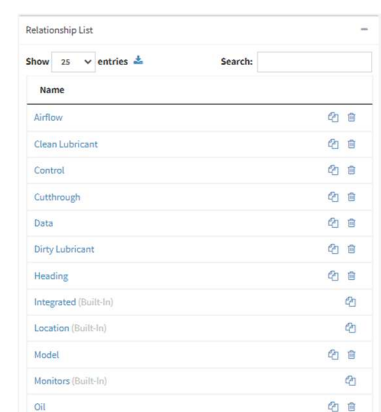 Relationship List
Show 25 entries Search:
Name
Airflow
Clean Lubricant
Control
Cutthrough
Data
Dirty Lubricant
Heading
Integrated (Built-In)
Location (Built-In)
Model
Monitors (Built-In)
Oil